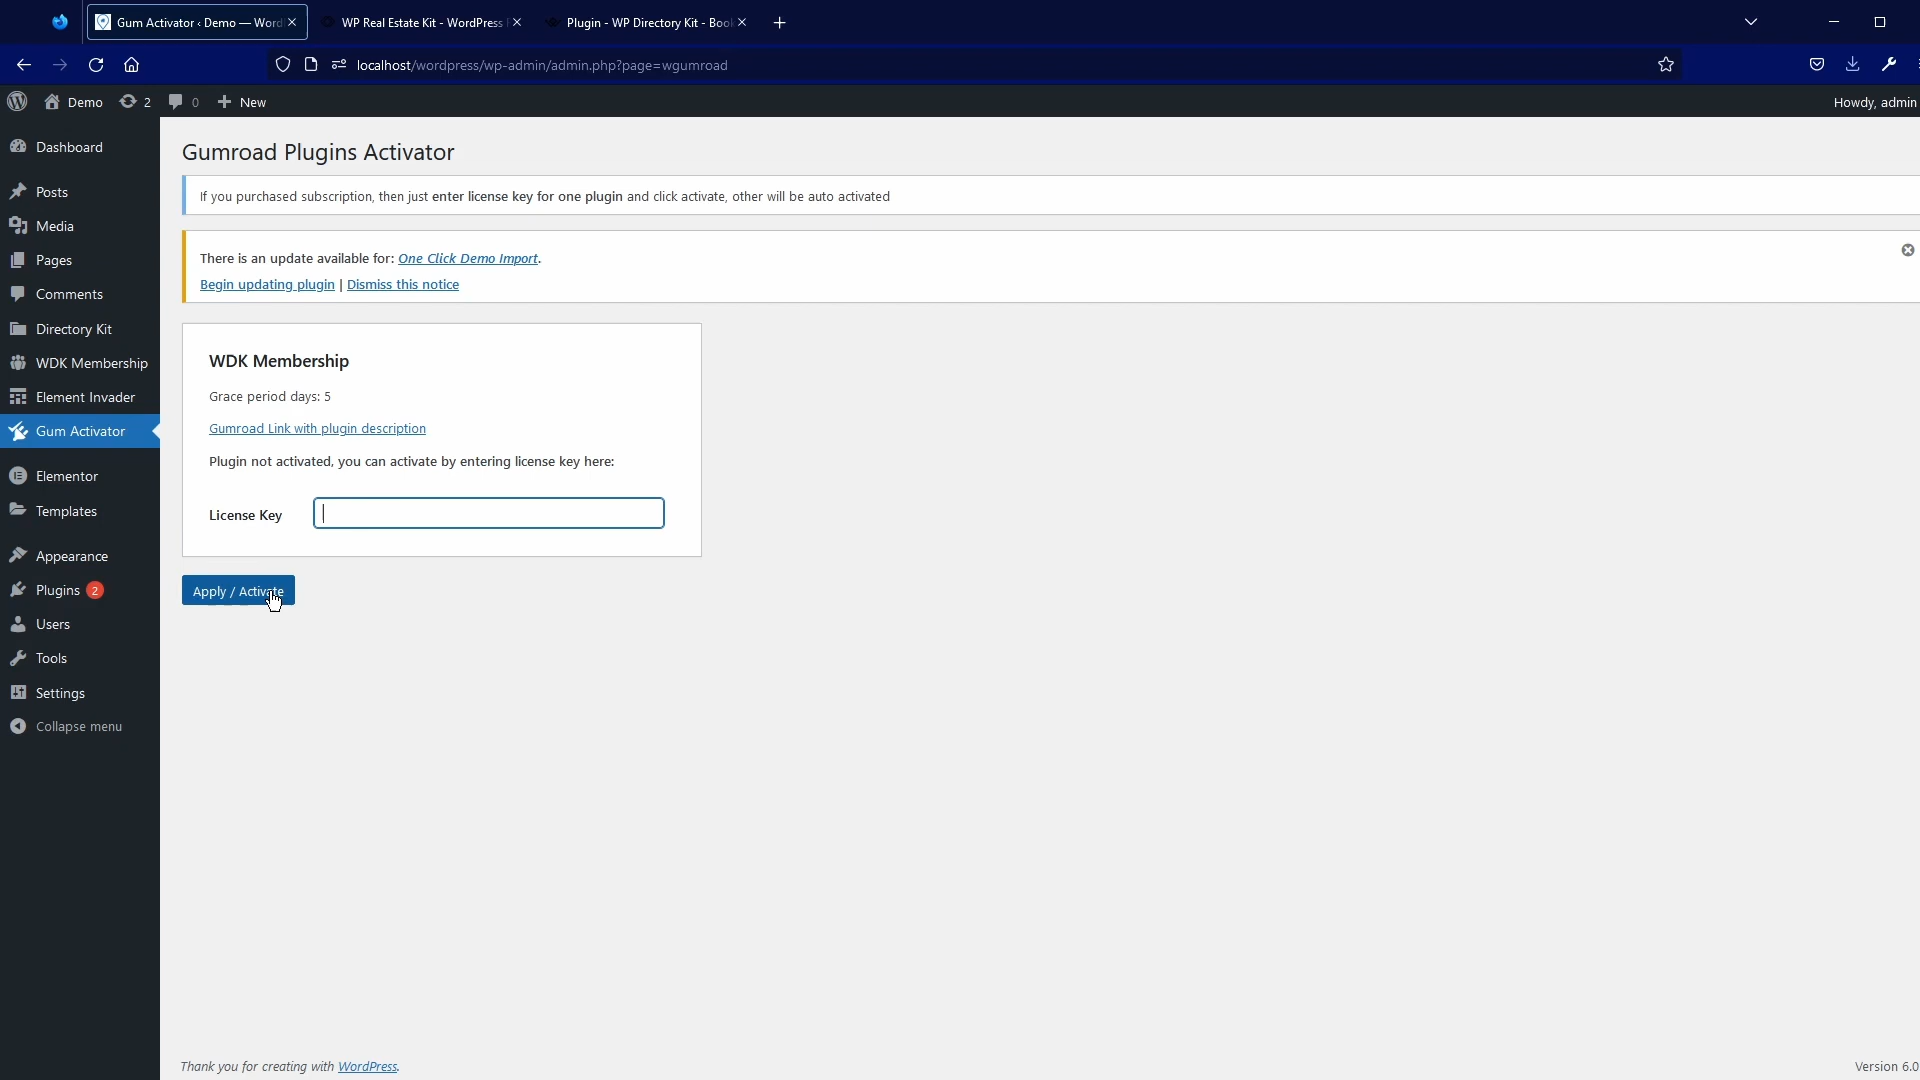 Gum Activator ‹ Demo — Word
WP Real Estate Kit - WordPress
Plugin - WP Directory Kit - Boo
localhost/wordpress/wp-admin/admin.php?page=wgumroad
Demo
2
0
New
Howdy, admin
Dashboard
Posts
Media
Pages
Comments
Directory Kit
WDK Membership
Element Invader
Gum Activator
Elementor
Templates
Appearance
Plugins 2
Users
Tools
Settings
Collapse menu
Gumroad Plugins Activator
If you purchased subscription, then just enter license key for one plugin and click activate, other will be auto activated
There is an update available for: One Click Demo Import.
Begin updating plugin | Dismiss this notice
WDK Membership
Grace period days: 5
Gumroad Link with plugin description
Plugin not activated, you can activate by entering license key here:
License Key
Apply / Activate
Thank you for creating with WordPress.
Version 6.0